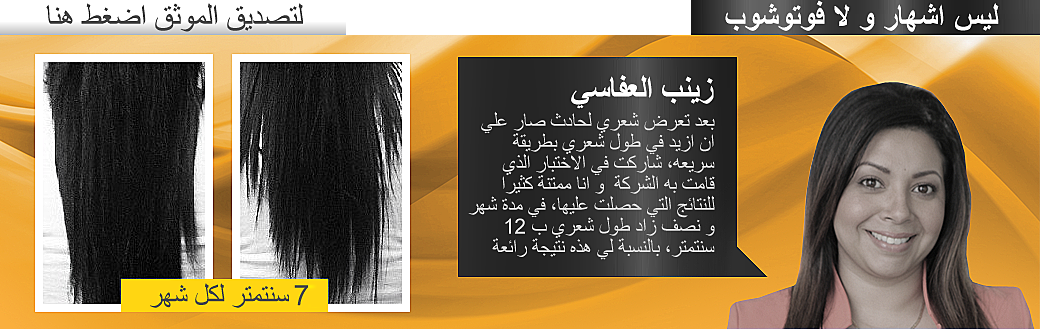 ليس اشهار و لا فوتوشوب
لتصديق الموثق اضغط هنا
زينب العفاسي
بعد تعرض شعري لحادث صار علي
ان ازيد في طول شعري بطريقة
سريعه، شاركت في الاختبار الذي
قامت به الشركة و انا ممتنة كثيرا
للنتائج التي حصلت عليها، في مدة شهر
و نصف زاد طول شعري ب 12
سنتمتر، بالنسبة لي هذه نتيجة رائعة
7 سنتمتر لكل شهر